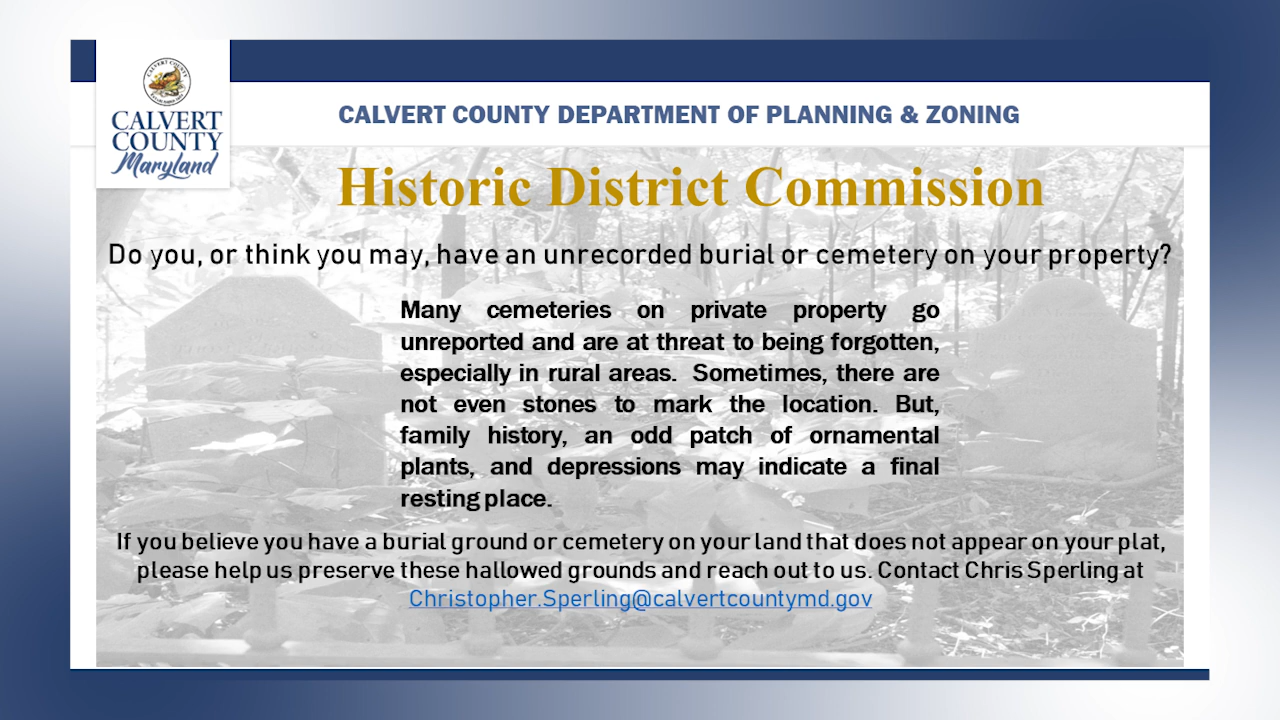 CALVERT COUNTY
CALVERT
COUNTY
Maryland
CALVERT COUNTY DEPARTMENT OF PLANNING & ZONING
Historic District Commission
Do you, or think you may, have an unrecorded burial or cemetery on your property?
Many cemeteries on private property go
unreported and are at threat to being forgotten,
especially in rural areas. Sometimes, there are
not even stones to mark the location. But,
family history, an odd patch of ornamental
plants, and depressions may indicate a final
resting place.
If you believe you have a burial ground or cemetery on your land that does not appear on your plat,
please help us preserve these hallowed grounds and reach out to us. Contact Chris Sperling at
Christopher.Sperling@calvertcountymd.gov